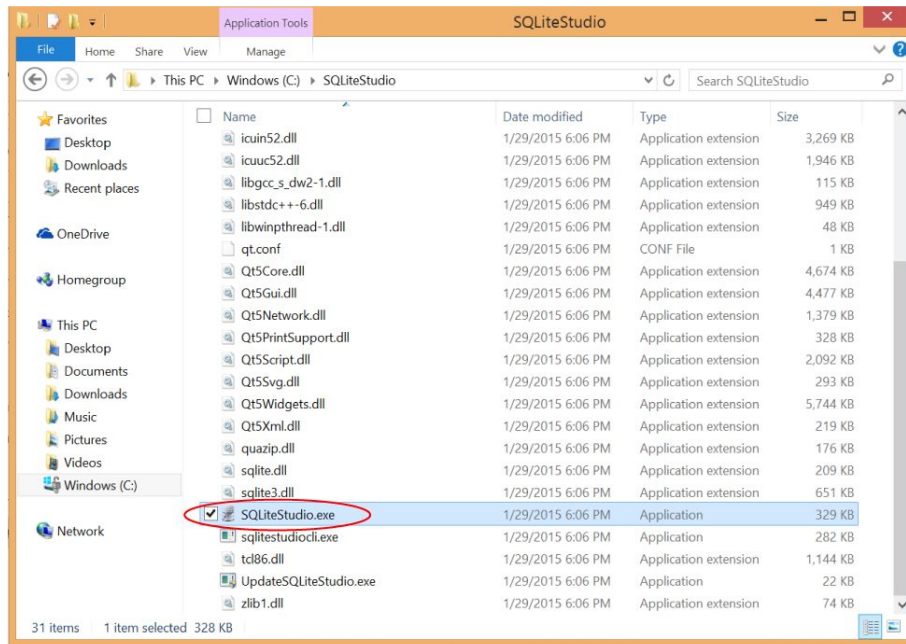 Application Tools
SQLiteStudio
File Home Share View Manage
This PC Windows (C:) SQLiteStudio
Search SQLiteStudio
Favorites
Desktop
Downloads
Recent places
OneDrive
Homegroup
This PC
Desktop
Documents
Downloads
Music
Pictures
Videos
Windows (C:)
Network
Name Date modified Type Size
icuin52.dll 1/29/2015 6:06 PM Application extension 3,269 KB
icuuc52.dll 1/29/2015 6:06 PM Application extension 1,946 KB
libgcc_s_dw2-1.dll 1/29/2015 6:06 PM Application extension 115 KB
libstdc++-6.dll 1/29/2015 6:06 PM Application extension 949 KB
libwinpthread-1.dll 1/29/2015 6:06 PM Application extension 48 KB
qt.conf 1/29/2015 6:06 PM CONF File 1 KB
Qt5Core.dll 1/29/2015 6:06 PM Application extension 4,674 KB
Qt5Gui.dll 1/29/2015 6:06 PM Application extension 4,477 KB
Qt5Network.dll 1/29/2015 6:06 PM Application extension 1,379 KB
Qt5PrintSupport.dll 1/29/2015 6:06 PM Application extension 328 KB
Qt5Script.dll 1/29/2015 6:06 PM Application extension 2,092 KB
Qt5Svg.dll 1/29/2015 6:06 PM Application extension 293 KB
Qt5Widgets.dll 1/29/2015 6:06 PM Application extension 5,744 KB
Qt5Xml.dll 1/29/2015 6:06 PM Application extension 219 KB
quazip.dll 1/29/2015 6:06 PM Application extension 176 KB
sqlite.dll 1/29/2015 6:06 PM Application extension 209 KB
sqlite3.dll 1/29/2015 6:06 PM Application extension 651 KB
SQLiteStudio.exe 1/29/2015 6:06 PM Application 329 KB
sqlitestudiocli.exe 1/29/2015 6:06 PM Application 282 KB
tcl86.dll 1/29/2015 6:06 PM Application extension 1,144 KB
UpdateSQLiteStudio.exe 1/29/2015 6:06 PM Application 22 KB
zlib1.dll 1/29/2015 6:06 PM Application extension 74 KB
31 items 1 item selected 328 KB